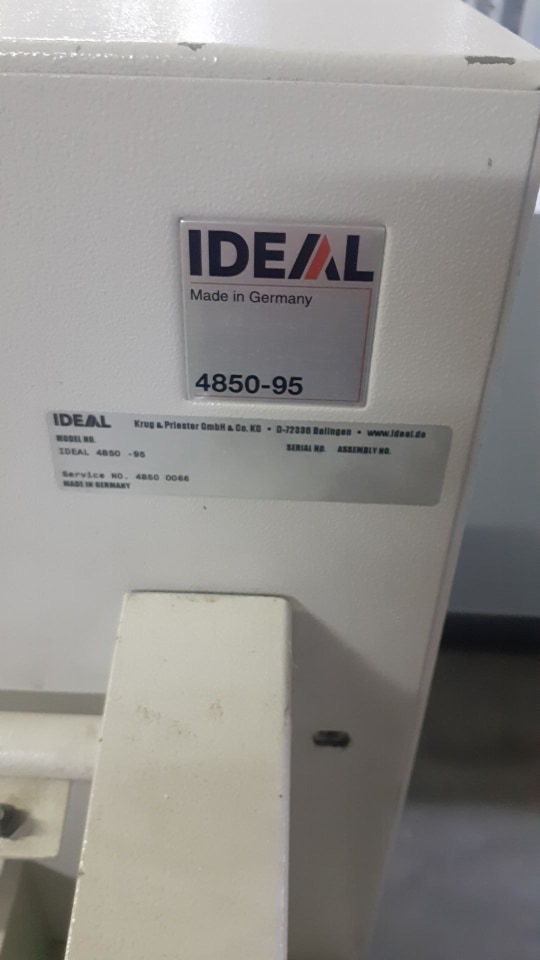 IDEAL
Made in Germany
4850-95
IDEAL Krug & Priester GmbH & Co. KG • D-72336 Balingen • www.ideal.de
MODEL NO. SERIAL NO. ASSEMBLY NO.
IDEAL 4850 -95
Service NO. 4850 0066
MADE IN GERMANY